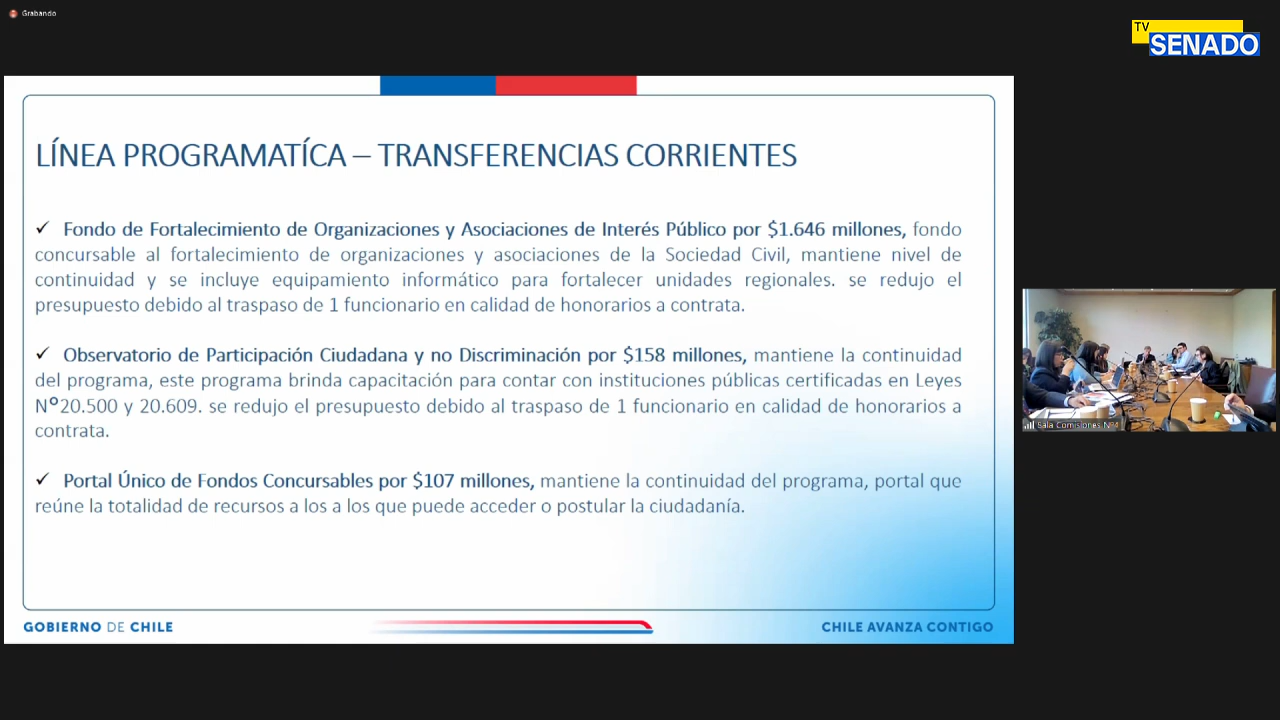 Grabando
TV
SENADO
LÍNEA PROGRAMATÍCA – TRANSFERENCIAS CORRIENTES
✓ Fondo de Fortalecimiento de Organizaciones y Asociaciones de Interés Público por $1.646 millones, fondo
concursable al fortalecimiento de organizaciones y asociaciones de la Sociedad Civil, mantiene nivel de
continuidad y se incluye equipamiento informático para fortalecer unidades regionales. se redujo el
presupuesto debido al traspaso de 1 funcionario en calidad de honorarios a contrata.
✓ Observatorio de Participación Ciudadana y no Discriminación por $158 millones, mantiene la continuidad
del programa, este programa brinda capacitación para contar con instituciones públicas certificadas en Leyes
N°20.500 y 20.609. se redujo el presupuesto debido al traspaso de 1 funcionario en calidad de honorarios a
contrata.
✓ Portal Único de Fondos Concursables por $107 millones, mantiene la continuidad del programa, portal que
reúne la totalidad de recursos a los a los que puede acceder o postular la ciudadanía.
GOBIERNO DE CHILE
CHILE AVANZA CONTIGO
Sala Comisiones N°4